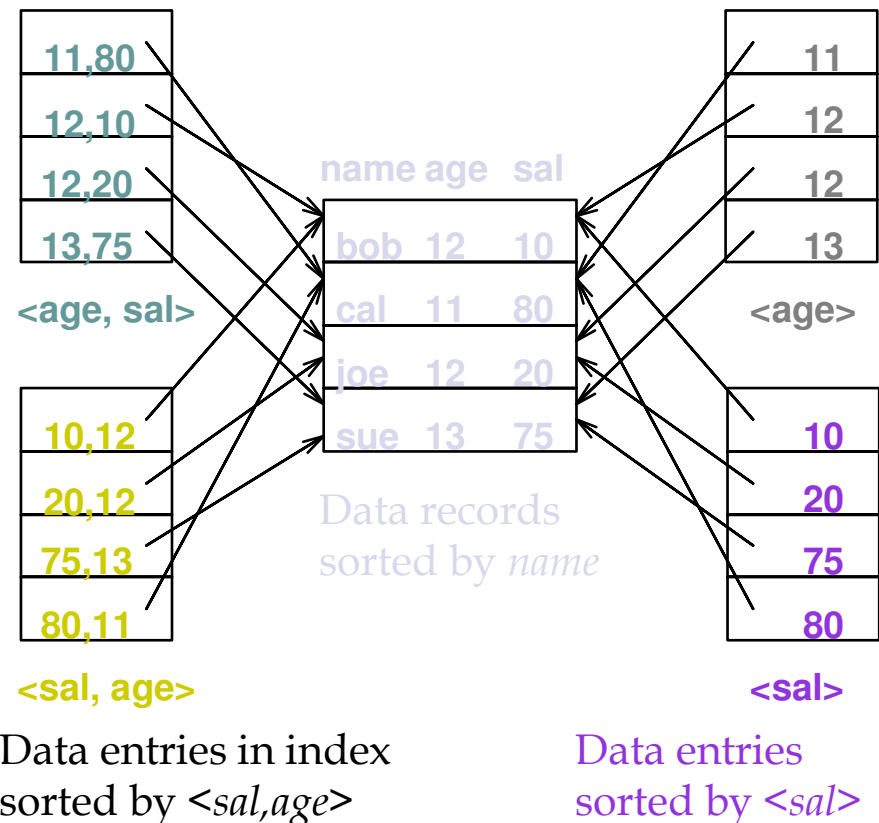 11,80
12,10
12,20
13,75
<age, sal>
10,12
20,12
75,13
80,11
<sal, age>
name age sal
bob 12 10
cal 11 80
joe 12 20
sue 13 75
Data records
sorted by name
11
12
12
13
<age>
10
20
75
80
<sal>
Data entries in index
sorted by <sal,age>
Data entries
sorted by <sal>